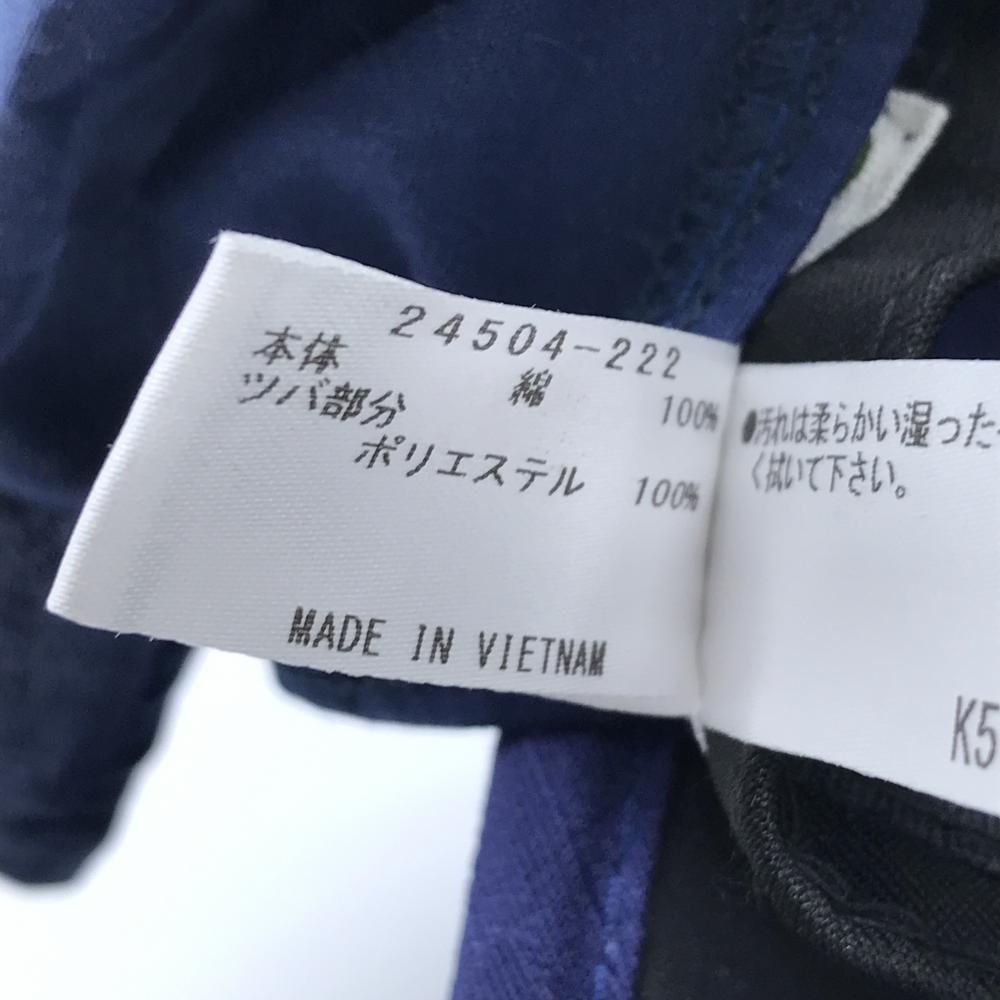 24504-222
本体
綿 100%
ツバ部分
ポリエステル 100%
MADE IN VIETNAM
●汚れは柔らかい湿った
く拭いて下さい。
K5